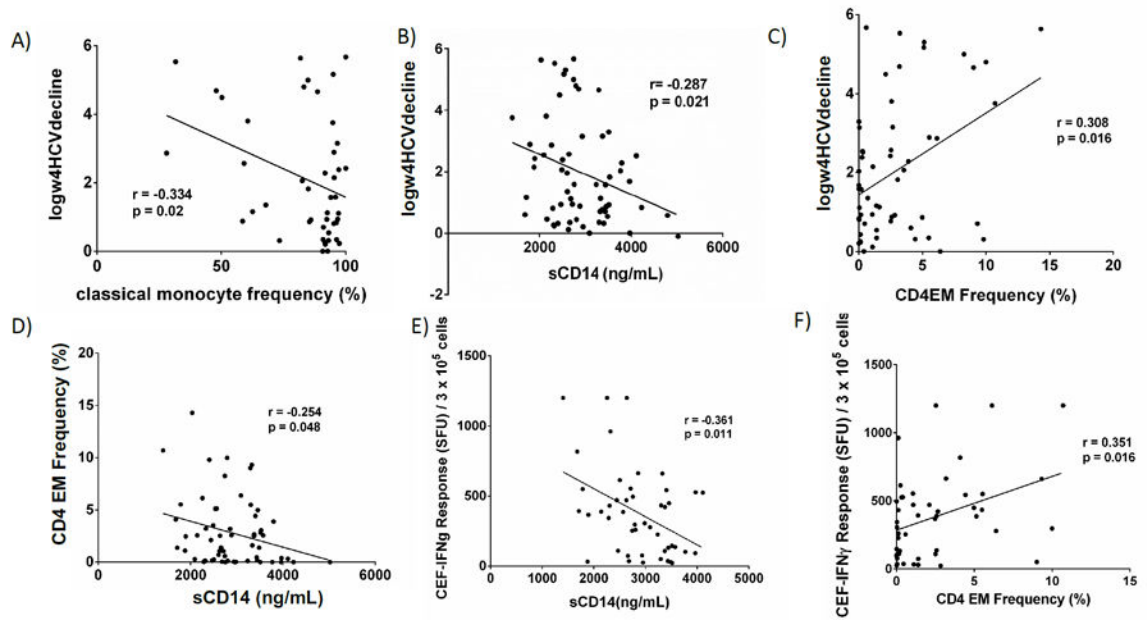 A)
logw4HCVdecline
6
4
2
0
0
50
100
classical monocyte frequency (%)
r = -0.334
p = 0.02
B)
logw4HCVdecline
6
4
2
0
-2
2000
4000
6000
sCD14 (ng/mL)
r= -0.287
p = 0.021
C)
logw4HCVdecline
6
4
2
0
0
5
10
15
20
CD4EM Frequency (%)
r = 0.308
p = 0.016
D)
CD4 EM Frequency (%)
20
15
10
5
0
0
2000
4000
6000
sCD14 (ng/mL)
r = -0.254
p = 0.048
E)
CEF-IFNg Response (SFU) / 3 x 10⁵ cells
1500
1000
500
0
0
1000
2000
3000
4000
5000
sCD14(ng/mL)
r = -0.361
p = 0.011
F)
CEF-IFNγ Response (SFU) / 3 x 10⁵ cells
1500
1000
500
0
0
5
10
15
CD4 EM Frequency (%)
r = 0.351
p = 0.016